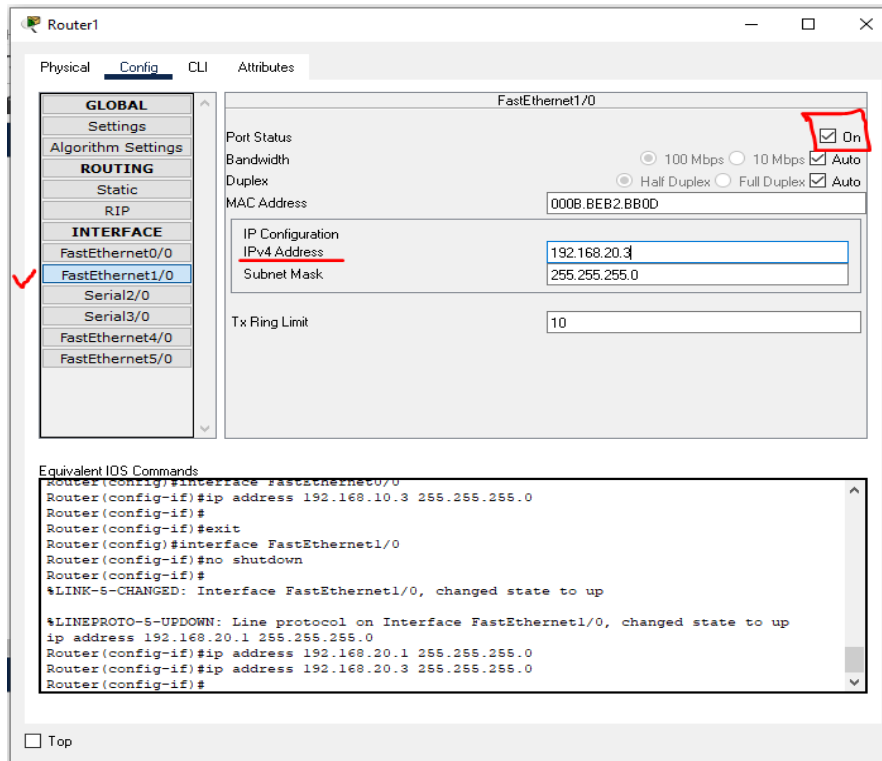 Router1
Physical Config CLI Attributes
GLOBAL
Settings
Algorithm Settings
ROUTING
Static
RIP
INTERFACE
FastEthernet0/0
FastEthernet1/0
Serial2/0
Serial3/0
FastEthernet4/0
FastEthernet5/0
FastEthernet1/0
Port Status On
Bandwidth 100 Mbps 10 Mbps Auto
Duplex Half Duplex Full Duplex Auto
MAC Address 000B.BEB2.BB0D
IP Configuration
IPv4 Address 192.168.20.3
Subnet Mask 255.255.255.0
Tx Ring Limit 10
Equivalent IOS Commands
Router(config)#interface FastEthernet0/0
Router(config-if)#ip address 192.168.10.3 255.255.255.0
Router(config-if)#
Router(config-if)#exit
Router(config)#interface FastEthernet1/0
Router(config-if)#no shutdown
Router(config-if)#
%LINK-5-CHANGED: Interface FastEthernet1/0, changed state to up
%LINEPROTO-5-UPDOWN: Line protocol on Interface FastEthernet1/0, changed state to up
ip address 192.168.20.1 255.255.255.0
Router(config-if)#ip address 192.168.20.1 255.255.255.0
Router(config-if)#ip address 192.168.20.3 255.255.255.0
Router(config-if)#
Top